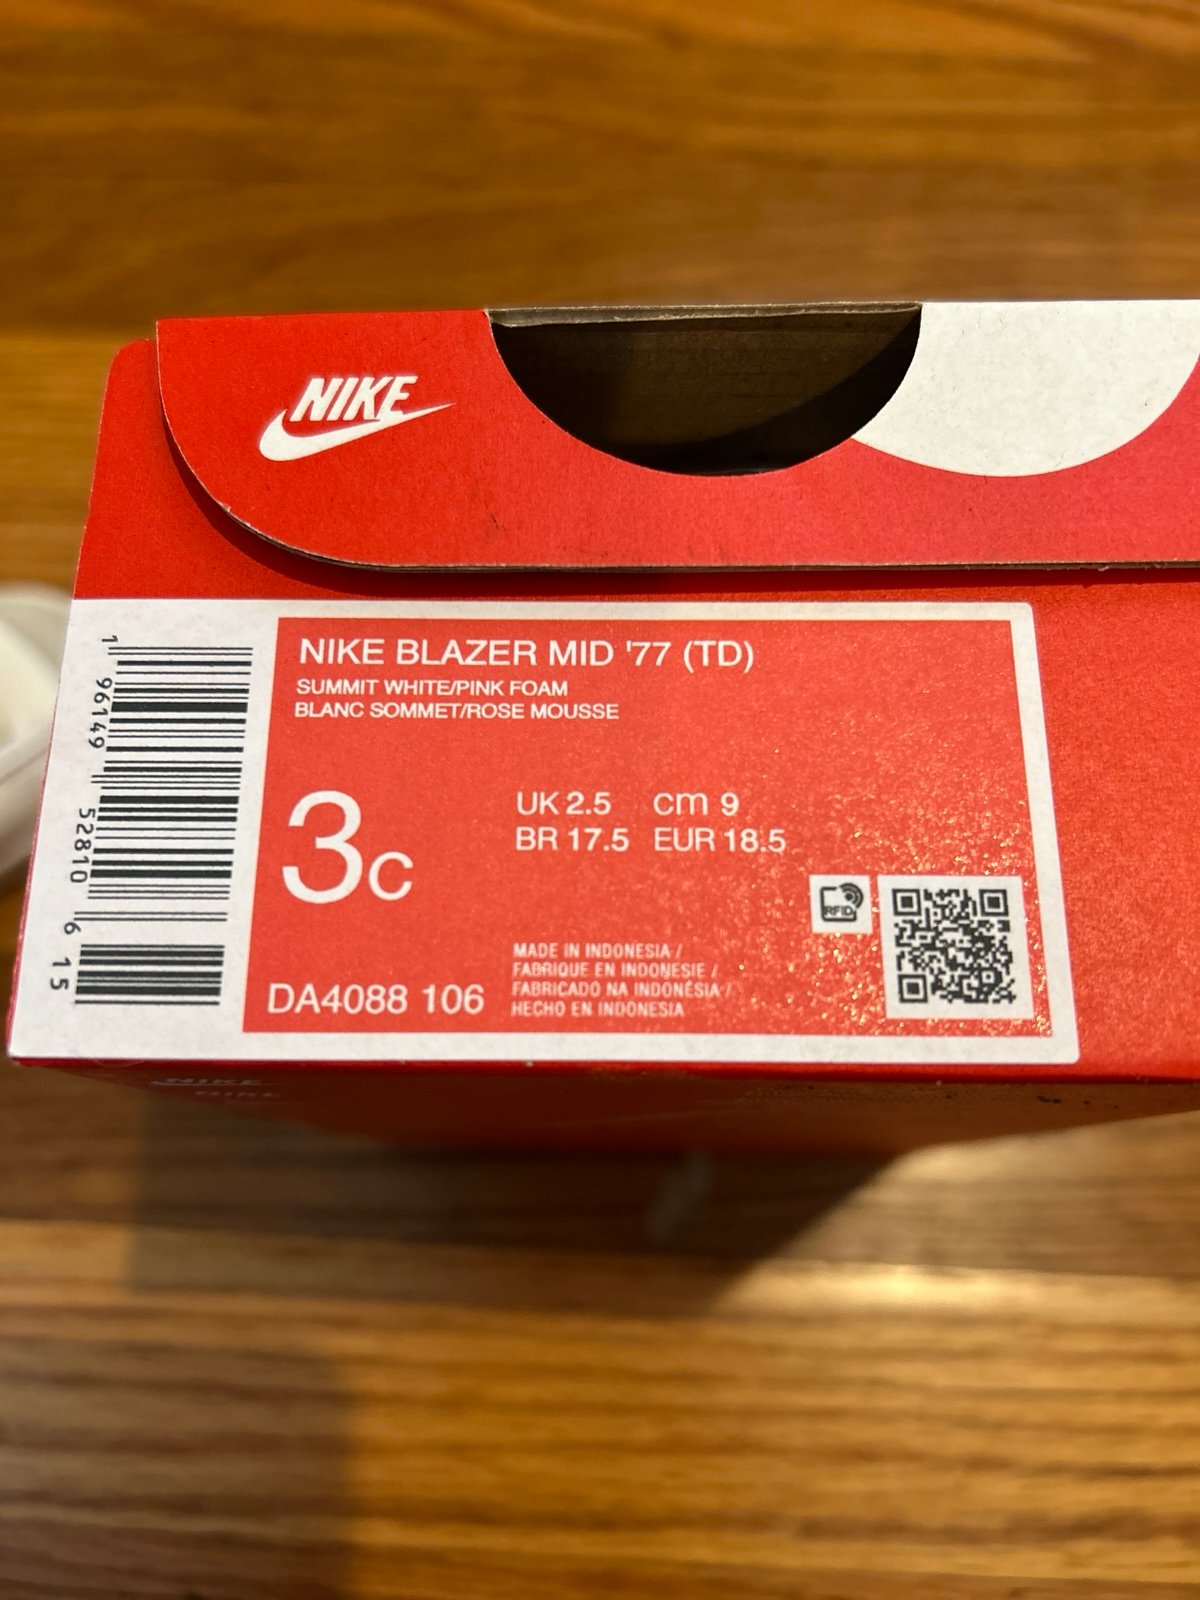 NIKE
NIKE BLAZER MID '77 (TD)
SUMMIT WHITE/PINK FOAM
BLANC SOMMET/ROSE MOUSSE
3C
UK 2.5 cm 9
BR 17.5 EUR 18.5
RFID
MADE IN INDONESIA /
FABRIQUE EN INDONESIE /
FABRICADO NA INDONÉSIA /
HECHO EN INDONESIA
DA4088 106
1 96149 52810 6 15
NIKE
NIKE